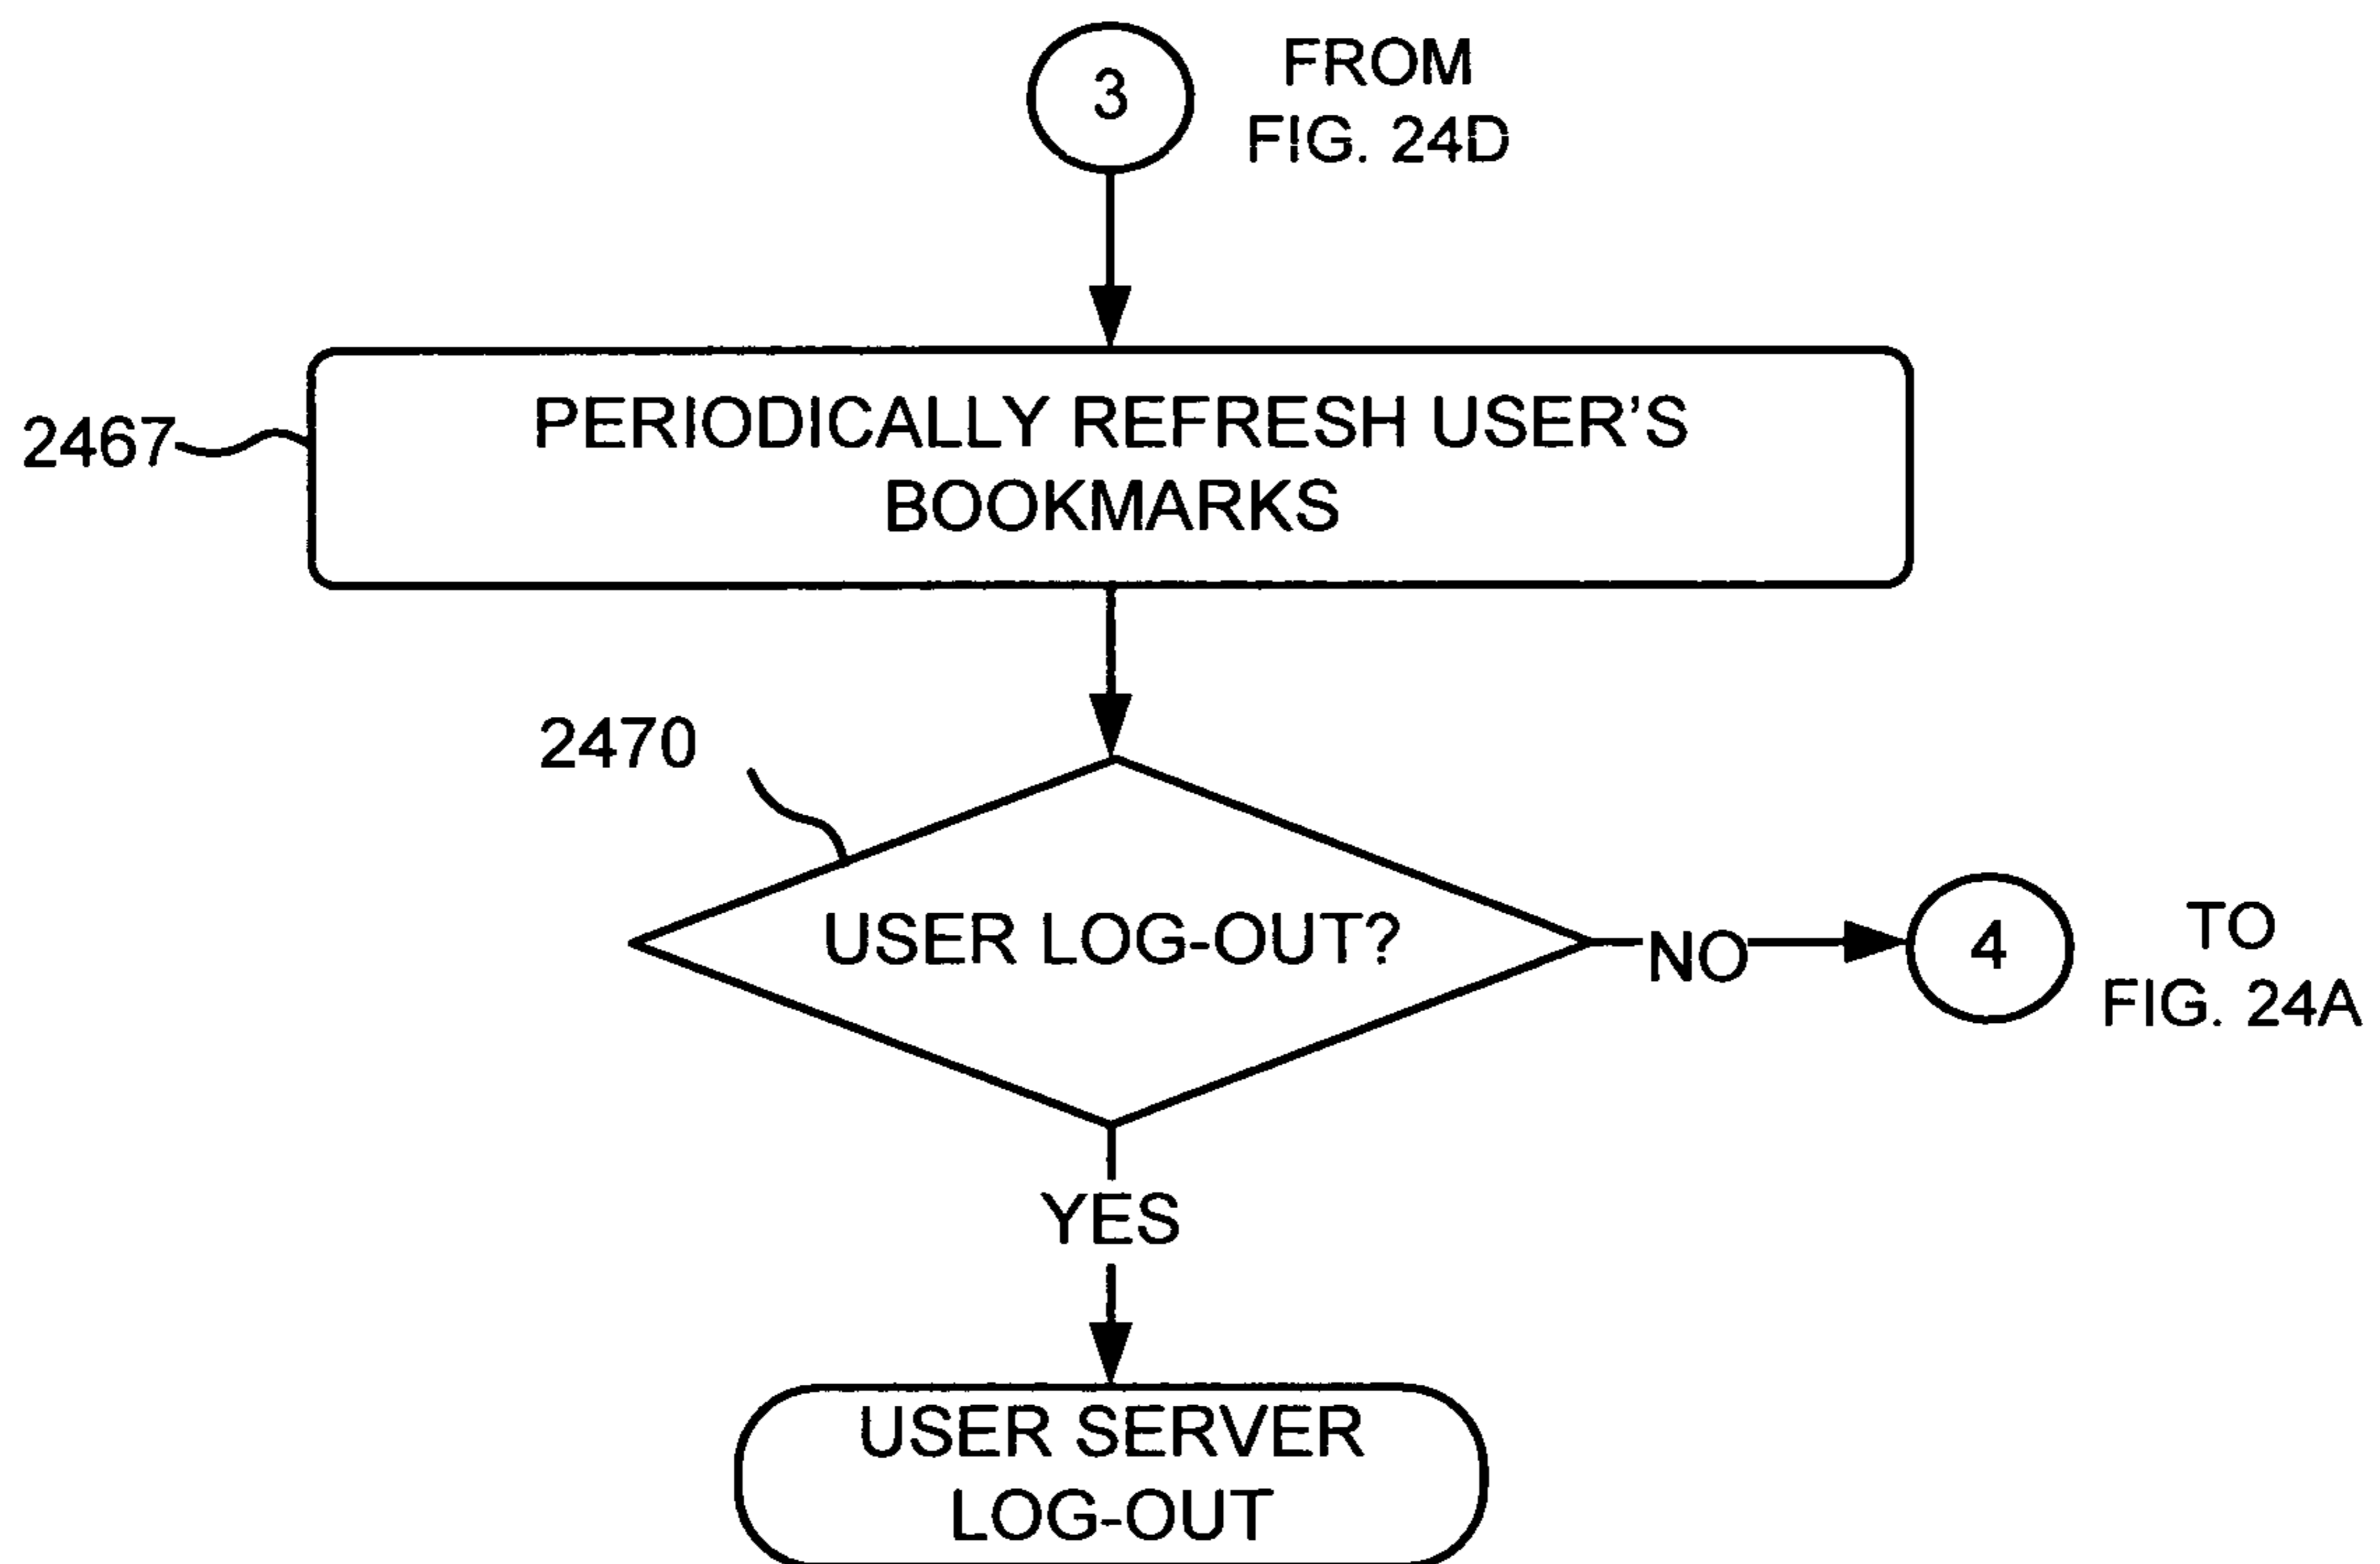 3
FROM
FIG. 24D
2467
PERIODICALLY REFRESH USER'S
BOOKMARKS
2470
USER LOG-OUT?
NO
4
TO
FIG. 24A
YES
USER SERVER
LOG-OUT